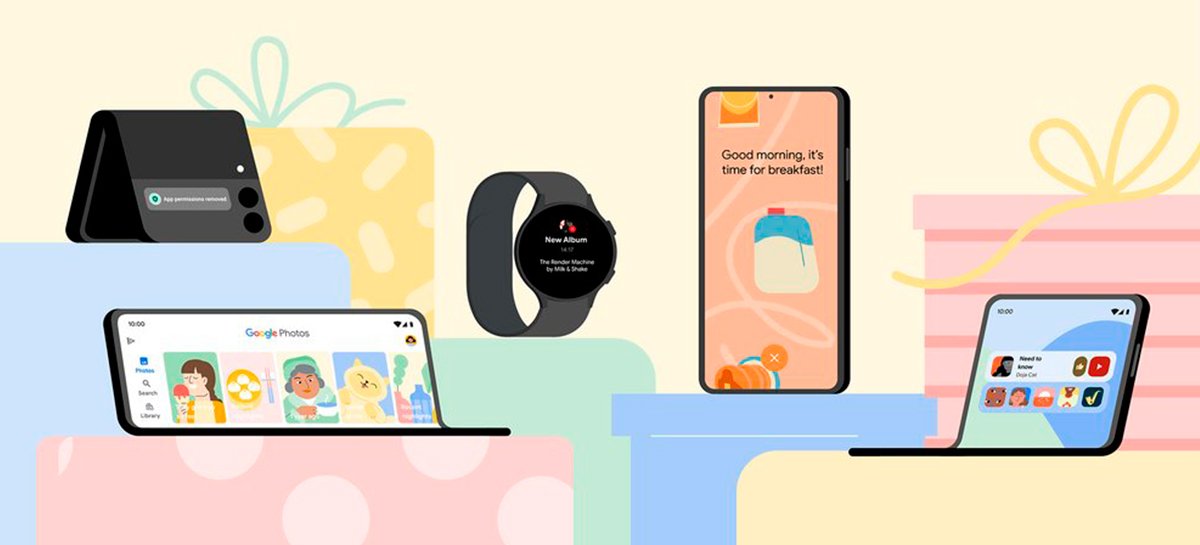 App permissions removed
New Album
14:17
The Render Machine
by Milk & Shake
Good morning, it's
time for breakfast!
10:00
Google Photos
Photos
Search
Library
10:00
Need to
know
Doja Cat